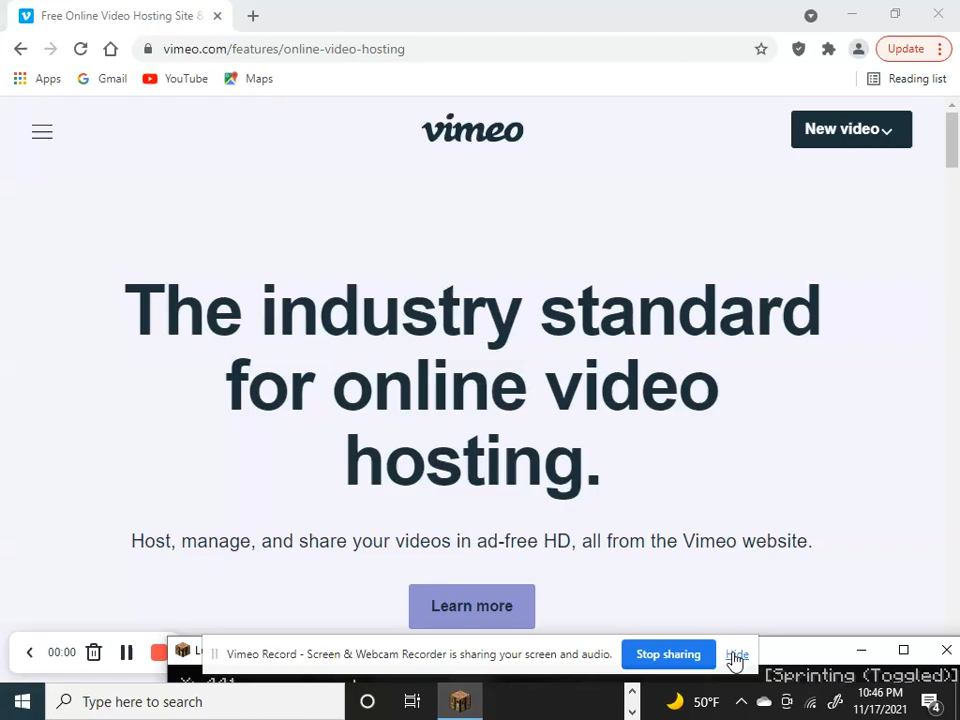 Free Online Video Hosting Site &
vimeo.com/features/online-video-hosting
Update
Apps
Gmail
YouTube
Maps
Reading list
vimeo
New video
The industry standard
for online video
hosting.
Host, manage, and share your videos in ad-free HD, all from the Vimeo website.
Learn more
00:00
Vimeo Record - Screen & Webcam Recorder is sharing your screen and audio.
Stop sharing
Hide
[Sprinting (Toggled)]
Type here to search
50°F
10:46 PM
11/17/2021
4